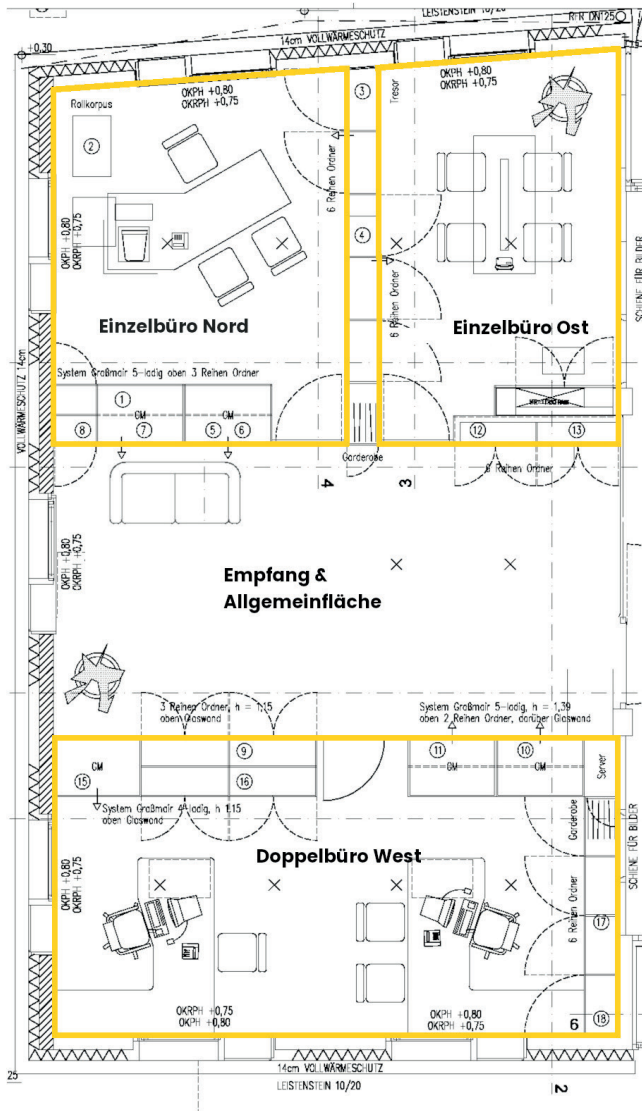 LEISTENSTEIN 10/20
RFR DN125
14cm VOLLWÄRMESCHUTZ
+0,30
OKPH +0,80
OKRPH +0,75
OKPH +0,80
OKRPH +0,75
Rollkorpus
2
3
Tresor
6 Reihen Ordner
4
OKPH +0,80
OKRPH +0,75
6 Reihen Ordner
SCHIENE FÜR BILDER
Einzelbüro Nord
Einzelbüro Ost
VOLLWÄRMESCHUTZ 14cm
System Graßmair 5-ladig oben 3 Reihen Ordner
1
CM
CM
8
7
5
6
12
13
Garderobe
6 Reihen Ordner
4
3
OKPH +0,80
OKRPH +0,75
Empfang &
Allgemeinfläche
3 Reihen Ordner, h = 1,15
oben Glaswand
System Graßmair 5-ladig, h = 1,39
oben 2 Reihen Ordner, darüber Glaswand
9
11
10
CM
16
CM
CM
15
Server
System Graßmair 4-ladig, h 1,15
oben Glaswand
Garderobe
SCHIENE FÜR BILDER
Doppelbüro West
OKPH +0,80
OKRPH +0,75
6 Reihen Ordner
17
OKRPH +0,75
OKPH +0,80
OKPH +0,80
OKRPH +0,75
6
18
14cm VOLLWÄRMESCHUTZ
25
LEISTENSTEIN 10/20
2